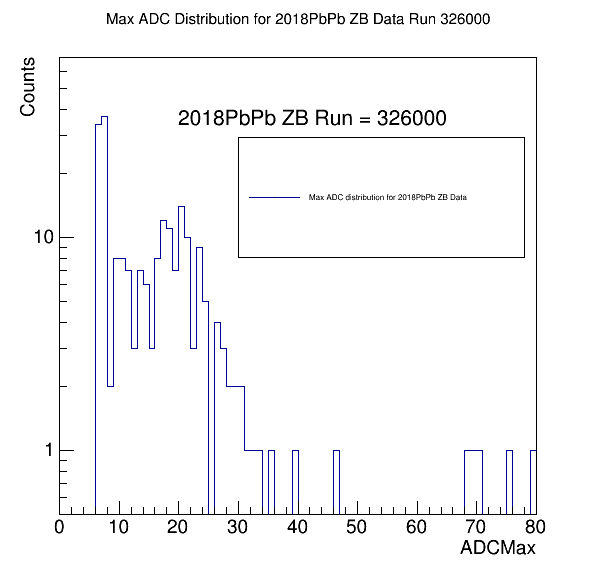 Max ADC Distribution for 2018PbPb ZB Data Run 326000
Counts
2018PbPb ZB Run = 326000
Max ADC distribution for 2018PbPb ZB Data
10
1
0 10 20 30 40 50 60 70 80
ADCMax